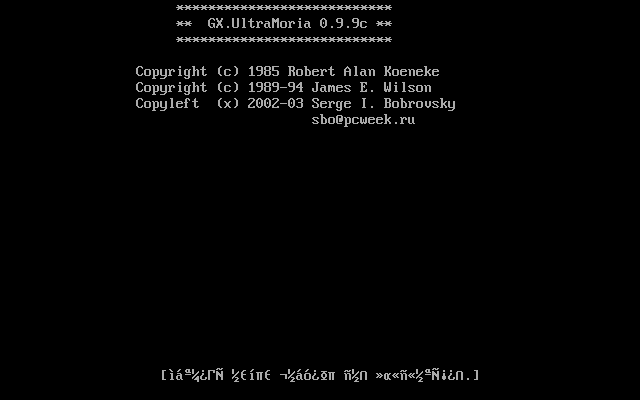 ***************************
** GX.UltraMoria 0.9.9c **
***************************
Copyright (c) 1985 Robert Alan Koeneke
Copyright (c) 1989-94 James E. Wilson
Copyleft (x) 2002-03 Serge I. Bobrovsky
sbo@pcweek.ru